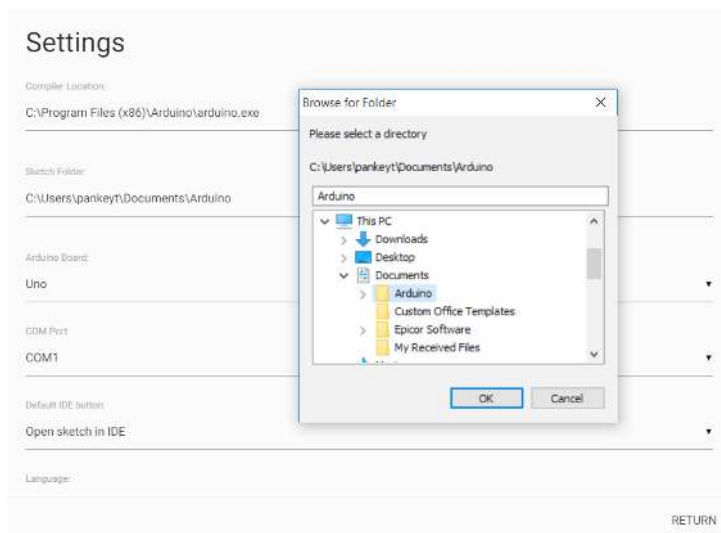 Settings
Compiler Location:
C:\Program Files (x86)\Arduino\arduino.exe
Sketch Folder:
C:\Users\pankeyt\Documents\Arduino
Arduino Board:
Uno
COM Port
COM1
Default IDE button:
Open sketch in IDE
Language:
RETURN
Browse for Folder
Please select a directory
C:\Users\pankeyt\Documents\Arduino
Arduino
This PC
Downloads
Desktop
Documents
Arduino
Custom Office Templates
Epicor Software
My Received Files
OK
Cancel